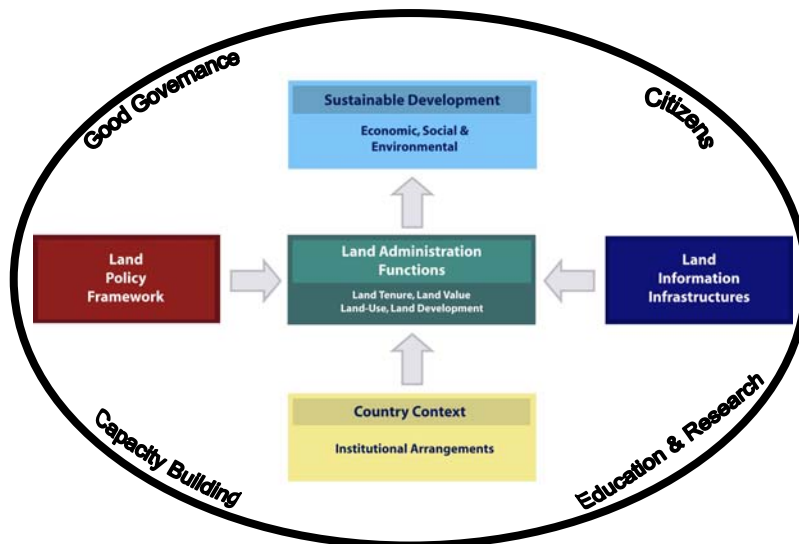 Good Governance
Citizens
Sustainable Development
Economic, Social &
Environmental
Land
Policy
Framework
Land Administration
Functions
Land Tenure, Land Value
Land-Use, Land Development
Land
Information
Infrastructures
Country Context
Institutional Arrangements
Capacity Building
Education & Research